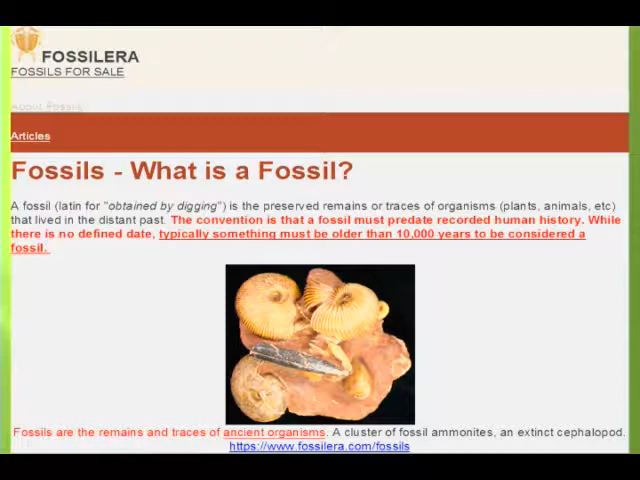 FOSSILERA
FOSSILS FOR SALE
About Fossils
Articles
Fossils - What is a Fossil?
A fossil (latin for "obtained by digging") is the preserved remains or traces of organisms (plants, animals, etc)
that lived in the distant past. The convention is that a fossil must predate recorded human history. While
there is no defined date, typically something must be older than 10,000 years to be considered a
fossil.
Fossils are the remains and traces of ancient organisms. A cluster of fossil ammonites, an extinct cephalopod.
https://www.fossilera.com/fossils